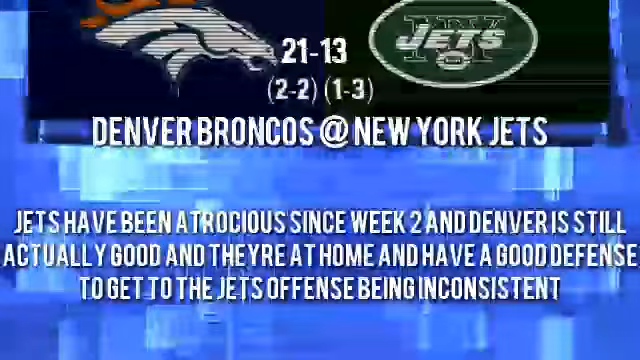 JETS
21-13
(2-2) (1-3)
DENVER BRONCOS @ NEW YORK JETS
JETS HAVE BEEN ATROCIOUS SINCE WEEK 2 AND DENVER IS STILL
ACTUALLY GOOD AND THEYRE AT HOME AND HAVE A GOOD DEFENSE
TO GET TO THE JETS OFFENSE BEING INCONSISTENT